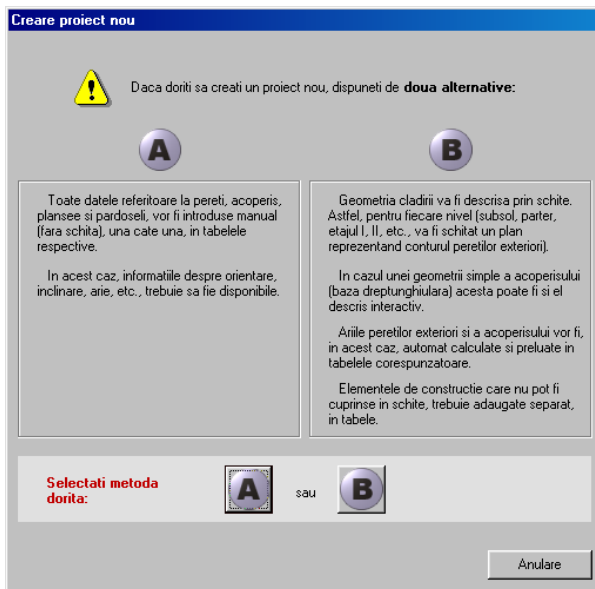 Creare proiect nou
Daca doriti sa creati un proiect nou, dispuneti de doua alternative:
A
B
Toate datele referitoare la pereti, acoperis,
plansee si pardoseli, vor fi introduse manual
(fara schita), una cate una, in tabelele
respective.
In acest caz, informatiile despre orientare,
inclinare, arie, etc., trebuie sa fie disponibile.
Geometria cladirii va fi descrisa prin schite.
Astfel, pentru fiecare nivel (subsol, parter,
etajul I, II, etc., va fi schitat un plan
reprezentand conturul peretilor exteriori).
In cazul unei geometrii simple a acoperisului
(baza dreptunghiulara) acesta poate fi si el
descris interactiv.
Ariile peretilor exteriori si a acoperisului vor fi,
in acest caz, automat calculate si preluate in
tabelele corespunzatoare.
Elementele de constructie care nu pot fi
cuprinse in schite, trebuie adaugate separat,
in tabele.
Selectati metoda
dorita:
A sau B
Anulare